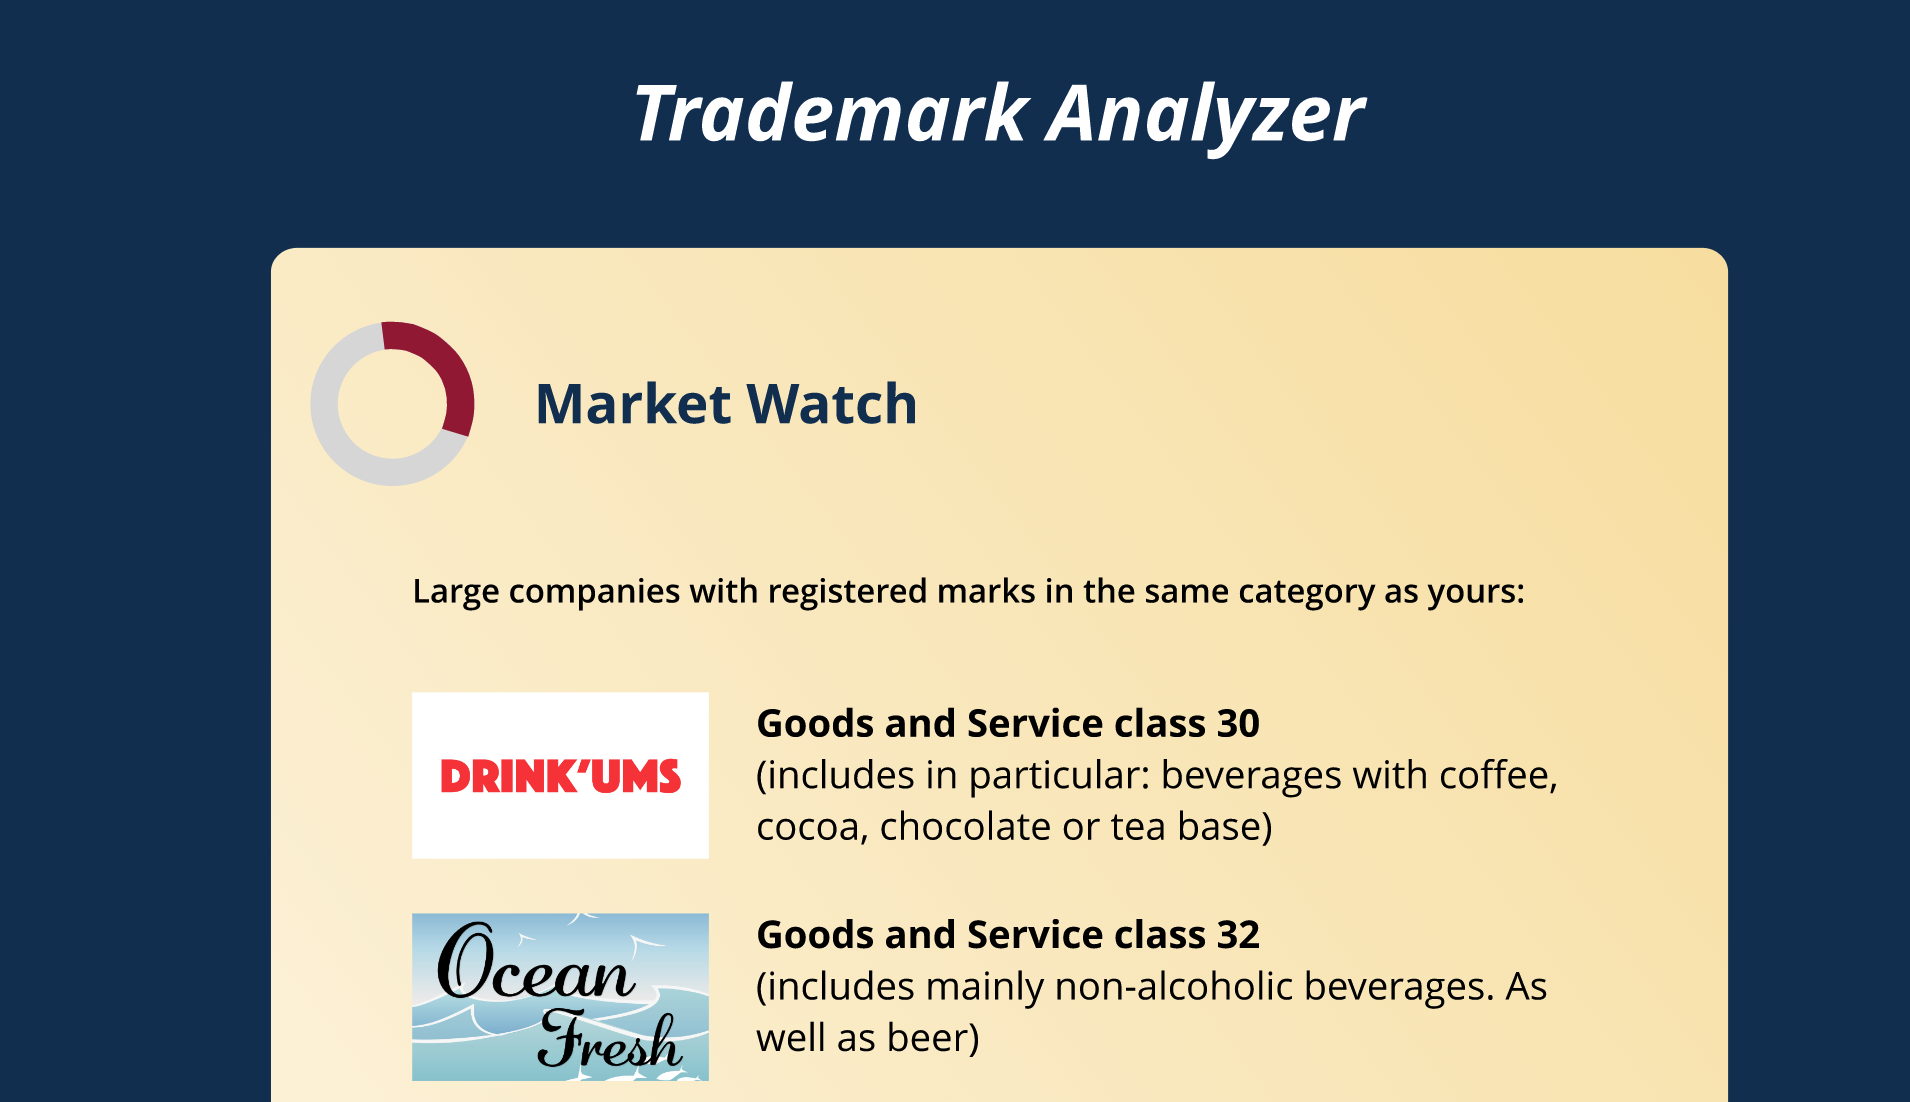 Trademark Analyzer
Market Watch
Large companies with registered marks in the same category as yours:
DRINK’UMS
Goods and Service class 30
(includes in particular: beverages with coffee,
cocoa, chocolate or tea base)
Ocean
Fresh
Goods and Service class 32
(includes mainly non-alcoholic beverages. As
well as beer)